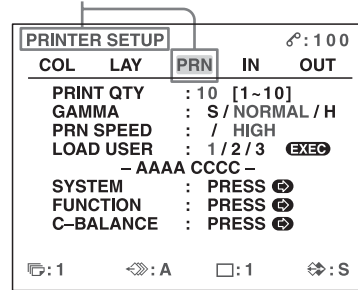 PRINTER SETUP :100
COL LAY PRN IN OUT
PRINT QTY : 10 [1~10]
GAMMA : S / NORMAL / H
PRN SPEED : / HIGH
LOAD USER : 1 / 2 / 3 EXEC
– AAAA CCCC –
SYSTEM : PRESS
FUNCTION : PRESS
C–BALANCE : PRESS
:1 :A :1 :S